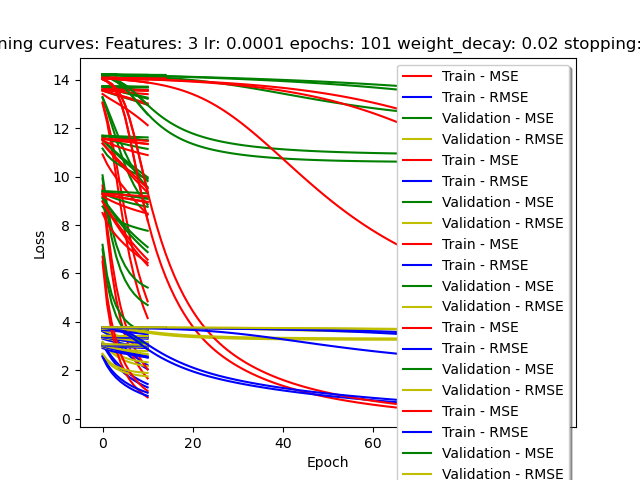 ning curves: Features: 3 lr: 0.0001 epochs: 101 weight_decay: 0.02 stopping:
14
12
10
8
6
4
2
0
Loss
0 20 40 60
Epoch
Train - MSE
Train - RMSE
Validation - MSE
Validation - RMSE
Train - MSE
Train - RMSE
Validation - MSE
Validation - RMSE
Train - MSE
Train - RMSE
Validation - MSE
Validation - RMSE
Train - MSE
Train - RMSE
Validation - MSE
Validation - RMSE
Train - MSE
Train - RMSE
Validation - MSE
Validation - RMSE